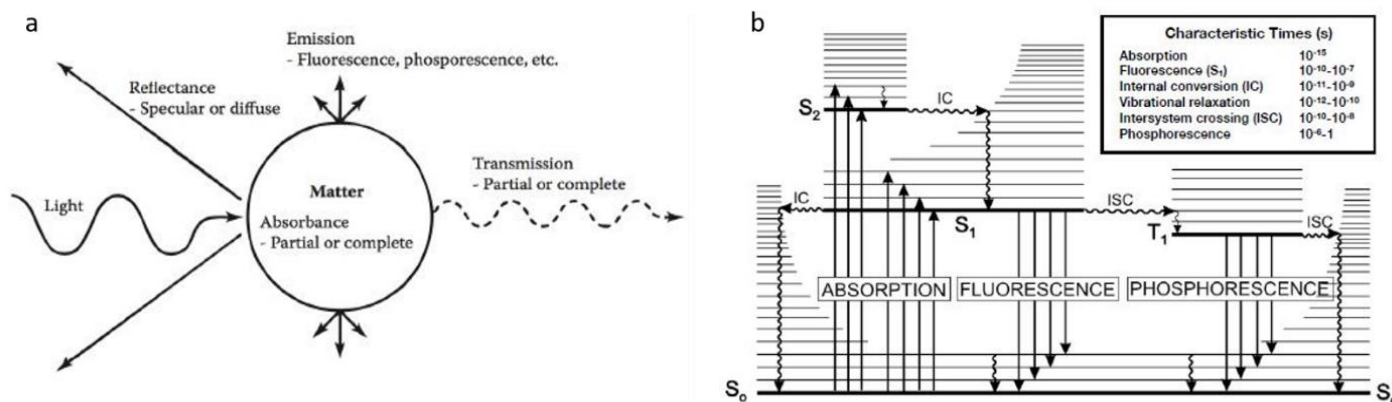 a
Emission
- Fluorescence, phosporescence, etc.
Reflectance
- Specular or diffuse
Transmission
- Partial or complete
Matter
Light
Absorbance
- Partial or complete
b
Characteristic Times (s)
Absorption 10⁻¹⁵
Fluorescence (S₁) 10⁻¹⁰-10⁻⁷
Internal conversion (IC) 10⁻¹¹-10⁻⁹
Vibrational relaxation 10⁻¹²-10⁻¹⁰
Intersystem crossing (ISC) 10⁻¹⁰-10⁻⁸
Phosphorescence 10⁻⁶-1
S₂
IC
IC
S₁
ISC
T₁
ISC
ABSORPTION
FLUORESCENCE
PHOSPHORESCENCE
S₀